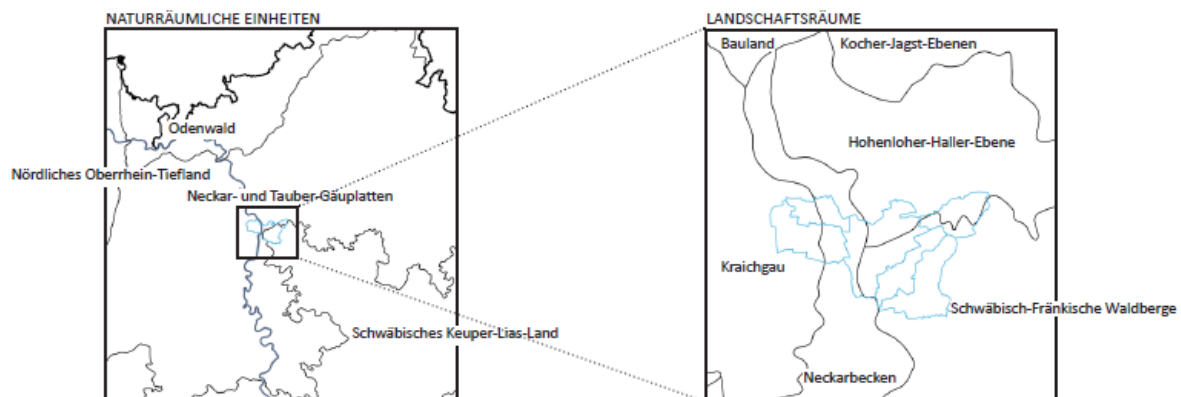 NATURRÄUMLICHE EINHEITEN
Odenwald
Nördliches Oberrhein-Tiefland
Neckar- und Tauber-Gäuplatten
Schwäbisches Keuper-Lias-Land
LANDSCHAFTSRÄUME
Bauland
Kocher-Jagst-Ebenen
Hohenloher-Haller-Ebene
Kraichgau
Schwäbisch-Fränkische Waldberge
Neckarbecken